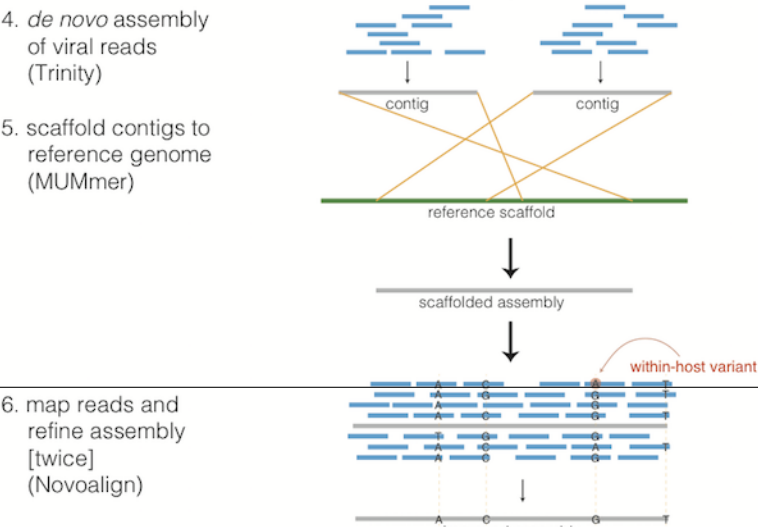 4. de novo assembly
of viral reads
(Trinity)
contig
contig
5. scaffold contigs to
reference genome
(MUMmer)
reference scaffold
scaffolded assembly
within-host variant
6. map reads and
refine assembly
[twice]
(Novoalign)
A C A T
A G G T
A C G
A C G T
T G G
A C A T
A C G
A C G T